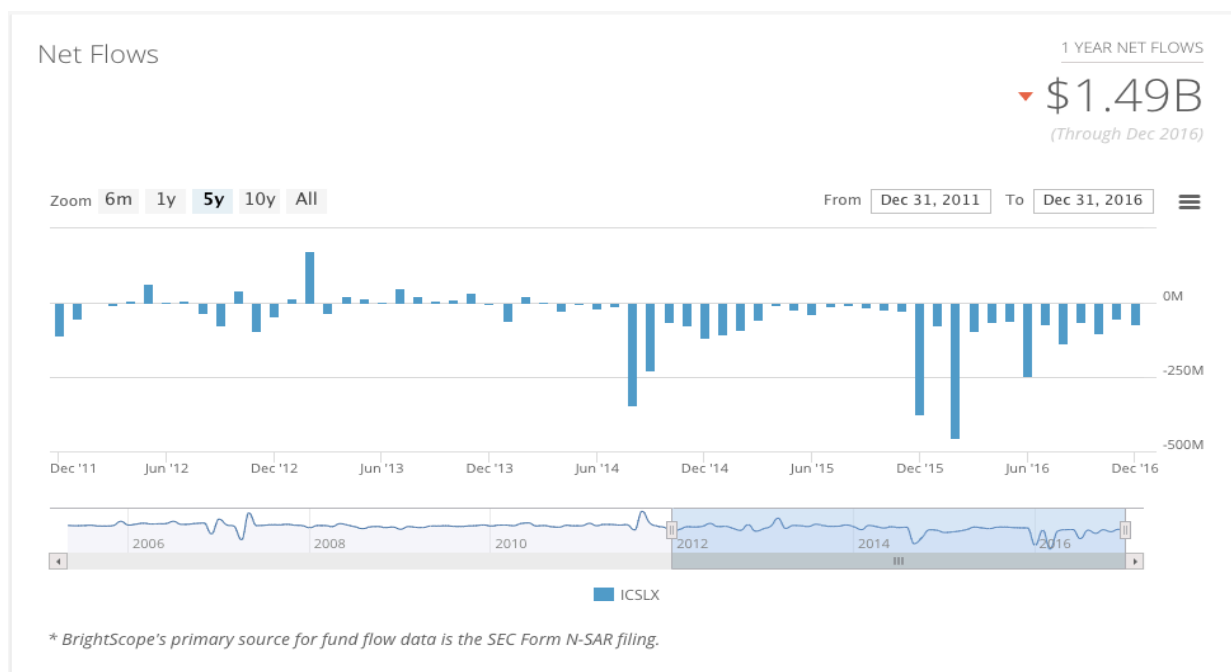 Net Flows
1 YEAR NET FLOWS
$1.49B
(Through Dec 2016)
Zoom 6m 1y 5y 10y All From Dec 31, 2011 To Dec 31, 2016
0M
-250M
-500M
Dec '11 Jun '12 Dec '12 Jun '13 Dec '13 Jun '14 Dec '14 Jun '15 Dec '15 Jun '16 Dec '16
2006 2008 2010 2012 2014 2016
ICSLX
* BrightScope's primary source for fund flow data is the SEC Form N-SAR filing.